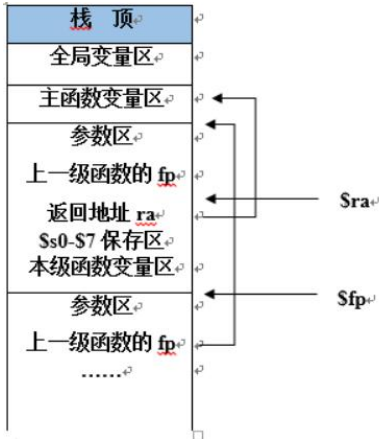 栈 顶
全局变量区
主函数变量区
参数区
上一级函数的 fp
返回地址 ra
$s0-$7 保存区
本级函数变量区
参数区
上一级函数的 fp
……
$ra
$fp